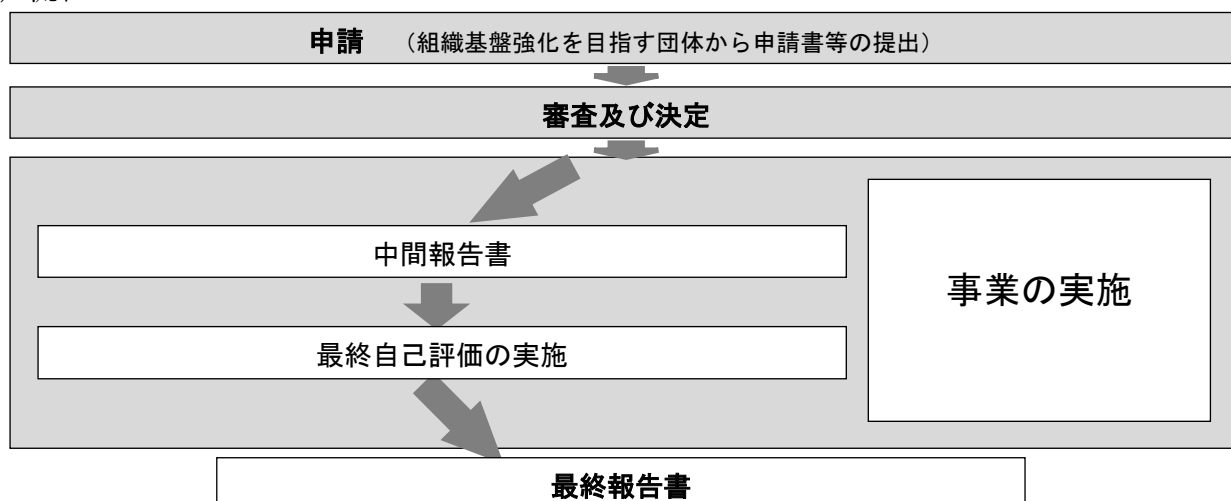 申請　（組織基盤強化を目指す団体から申請書等の提出）
審査及び決定
中間報告書
事業の実施
最終自己評価の実施
最終報告書